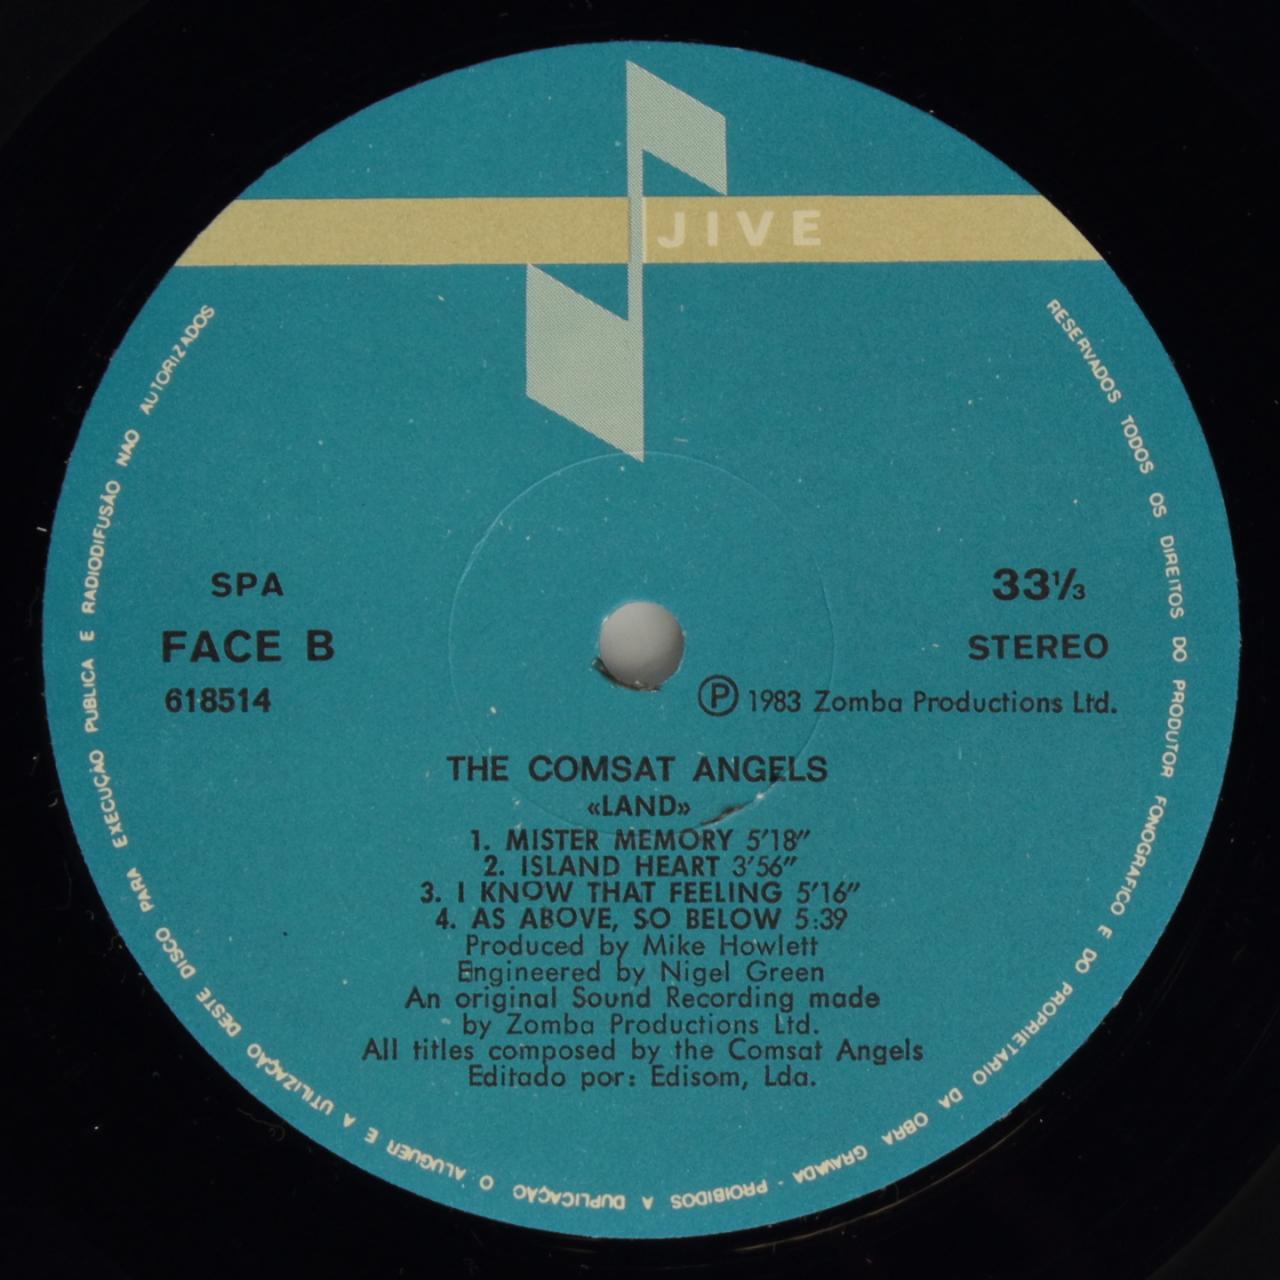 JIVE
SPA
FACE B
618514
33⅓
STEREO
Ⓟ 1983 Zomba Productions Ltd.
THE COMSAT ANGELS
«LAND»
1. MISTER MEMORY 5'18"
2. ISLAND HEART 3'56"
3. I KNOW THAT FEELING 5'16"
4. AS ABOVE, SO BELOW 5:39
Produced by Mike Howlett
Engineered by Nigel Green
An original Sound Recording made
by Zomba Productions Ltd.
All titles composed by the Comsat Angels
Editado por: Edisom, Lda.
RESERVADOS TODOS OS DIREITOS DO PRODUTOR FONOGRAFICO E DO PROPRIETARIO DA OBRA GRAVADA - PROIBIDOS A DUPLICAÇÃO O ALUGUER E A UTILIZAÇÃO DESTE DISCO PARA EXECUÇÃO PUBLICA E RADIODIFUSÃO NAO AUTORIZADOS